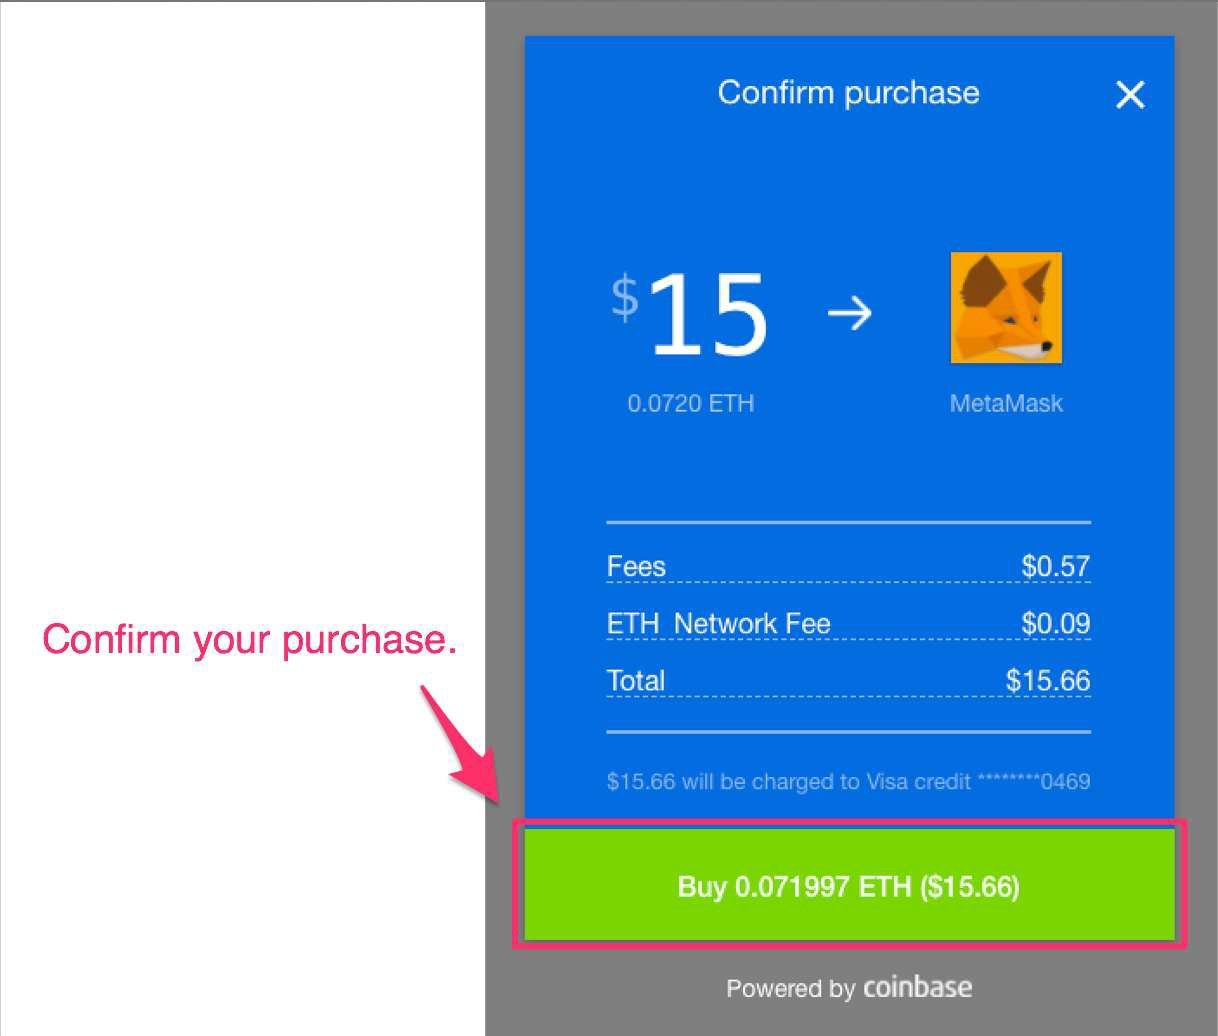 Confirm purchase
$15
0.0720 ETH
MetaMask
Fees $0.57
ETH Network Fee $0.09
Confirm your purchase.
Total $15.66
$15.66 will be charged to Visa credit ********0469
Buy 0.071997 ETH ($15.66)
Powered by coinbase